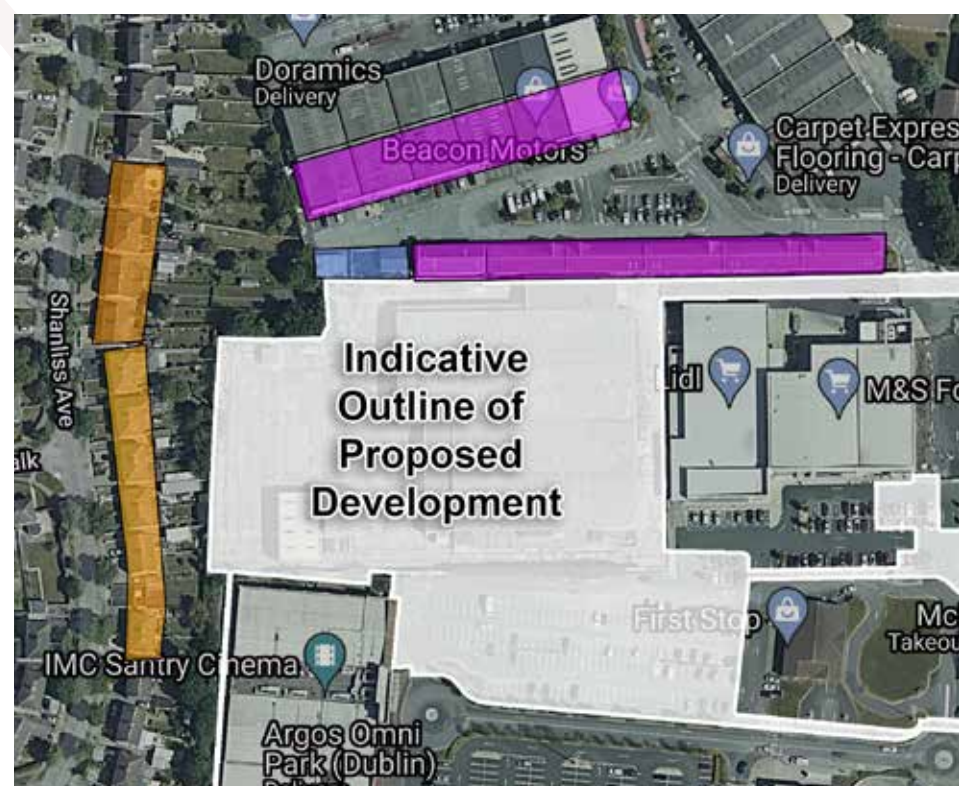 Doramics
Delivery
Beacon Motors
Carpet Expres
Flooring - Carp
Delivery
Shanliss Ave
Indicative
Outline of
Proposed
Development
Lidl
M&S Fo
alk
First Stop
Mc
Takeou
IMC Santry Cinema
Argos Omni
Park (Dublin)